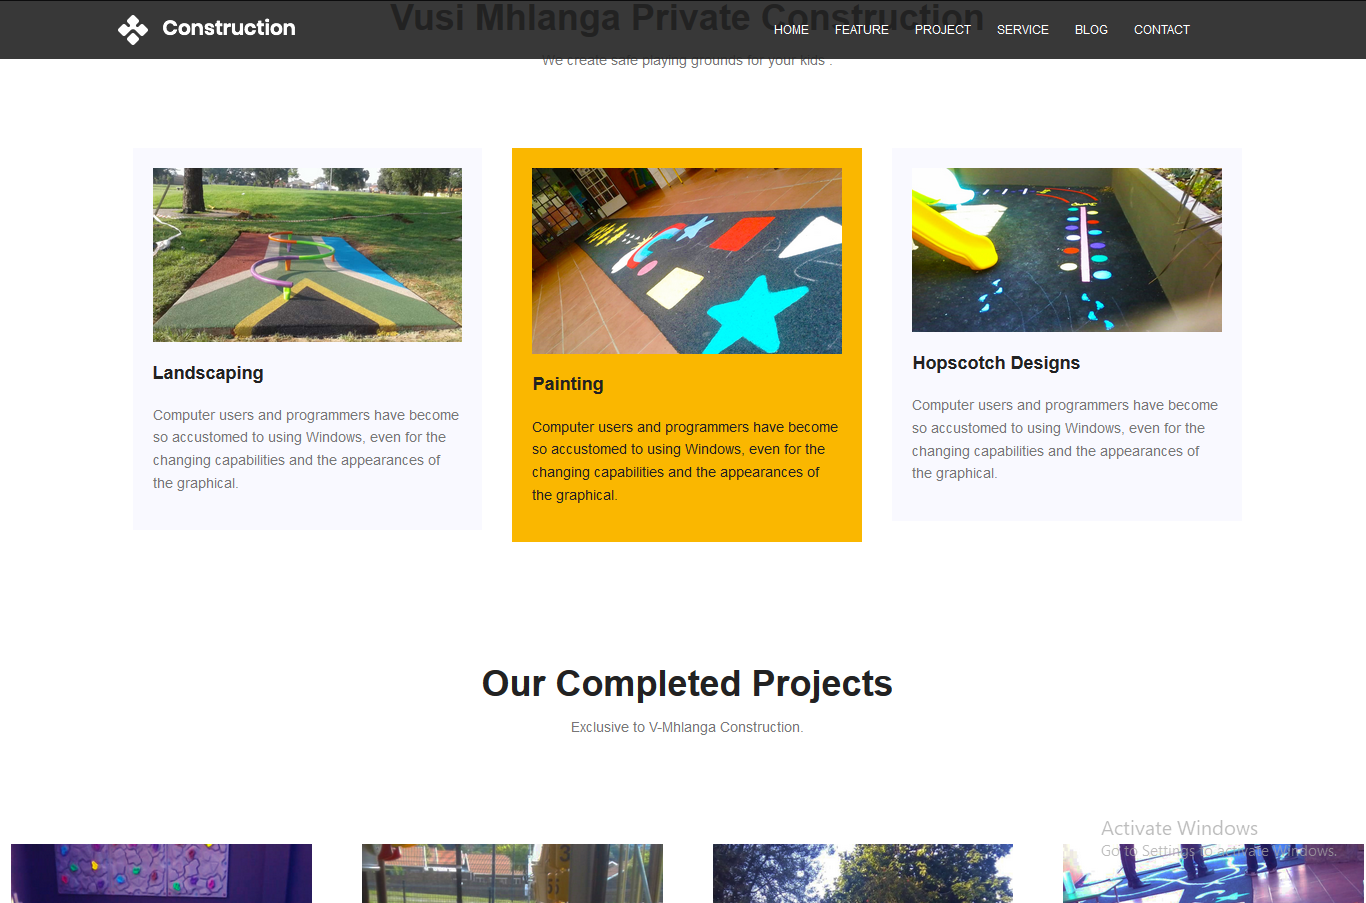 Vusi Mhlanga Private Construction
Construction
HOME FEATURE PROJECT SERVICE BLOG CONTACT
We create safe playing grounds for your kids .
Landscaping
Computer users and programmers have become
so accustomed to using Windows, even for the
changing capabilities and the appearances of
the graphical.
Painting
Computer users and programmers have become
so accustomed to using Windows, even for the
changing capabilities and the appearances of
the graphical.
Hopscotch Designs
Computer users and programmers have become
so accustomed to using Windows, even for the
changing capabilities and the appearances of
the graphical.
Our Completed Projects
Exclusive to V-Mhlanga Construction.
Activate Windows
Go to Settings to activate Windows.